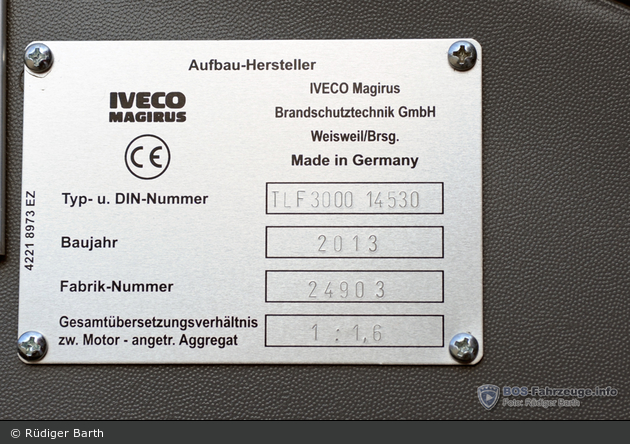 Aufbau-Hersteller
IVECO
MAGIRUS
IVECO Magirus
Brandschutztechnik GmbH
Weisweil/Brsg.
Made in Germany
CE
Typ- u. DIN-Nummer TLF3000 14530
Baujahr 2013
Fabrik-Nummer 24903
Gesamtübersetzungsverhältnis
zw. Motor - angetr. Aggregat 1 : 1,6
4221 8973 EZ
BOS-Fahrzeuge.info
Foto: Rüdiger Barth
© Rüdiger Barth